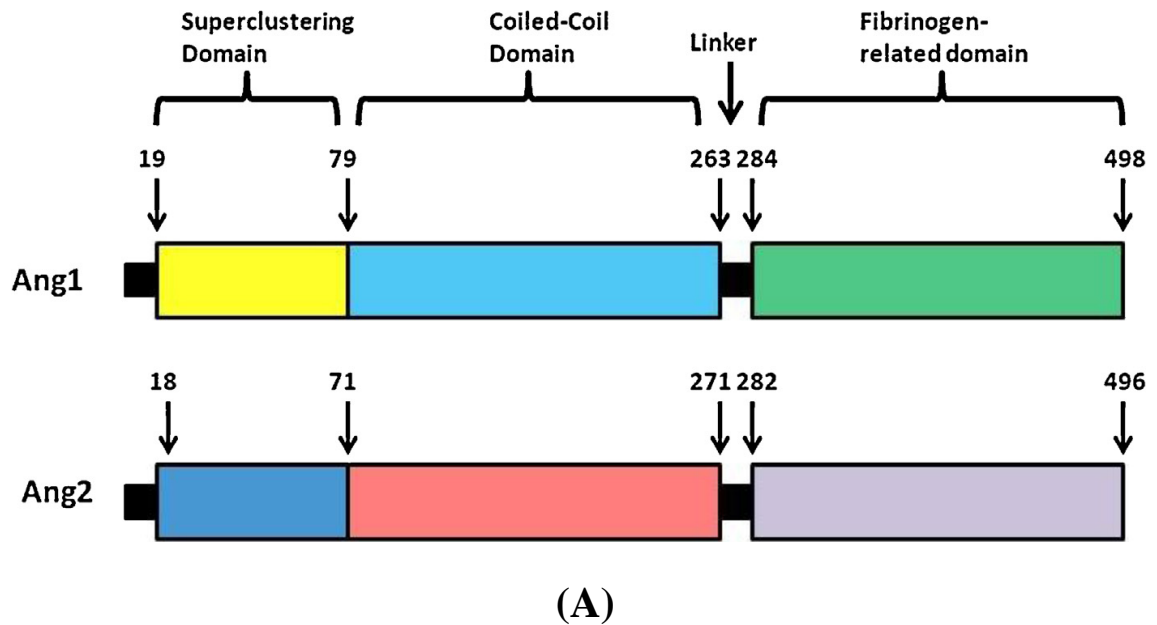 Superclustering
Domain
Coiled-Coil
Domain
Linker
Fibrinogen-
related domain
19 79 263 284 498
Ang1
18 71 271 282 496
Ang2
(A)